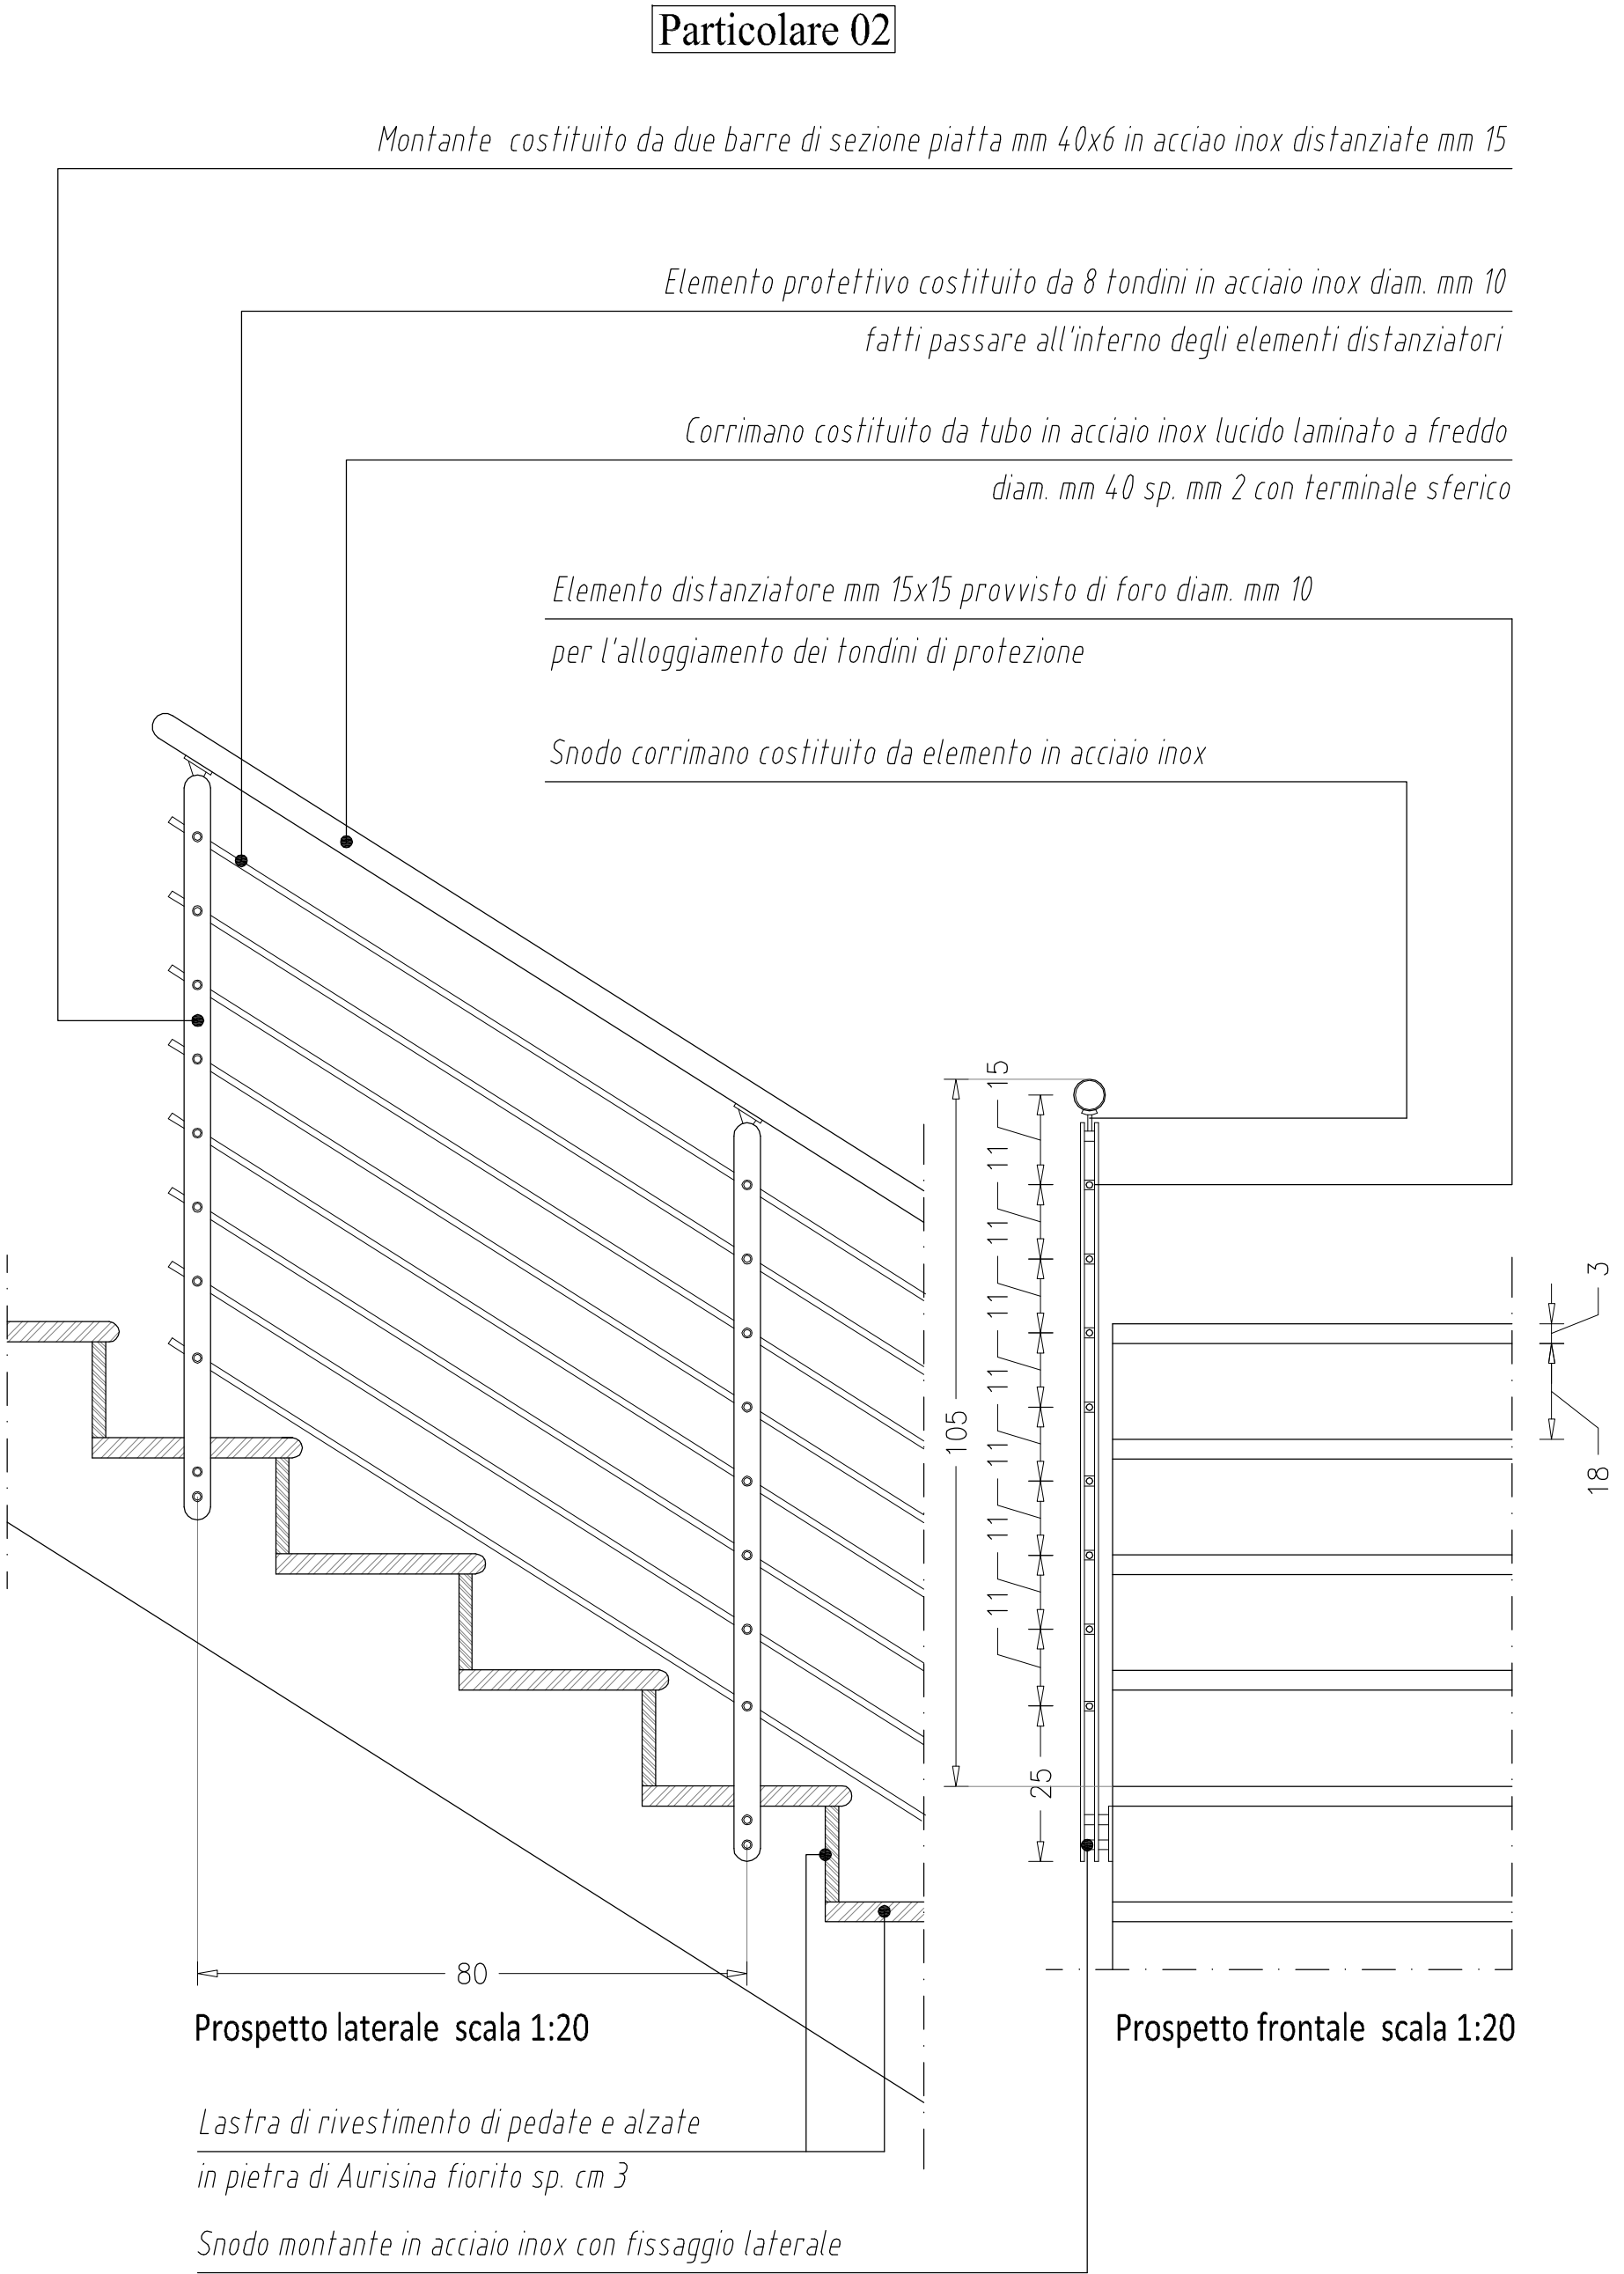 Particolare 02
Montante costituito da due barre di sezione piatta mm 40x6 in acciao inox distanziate mm 15
Elemento protettivo costituito da 8 tondini in acciaio inox diam. mm 10
fatti passare all'interno degli elementi distanziatori
Corrimano costituito da tubo in acciaio inox lucido laminato a freddo
diam. mm 40 sp. mm 2 con terminale sferico
Elemento distanziatore mm 15x15 provvisto di foro diam. mm 10
per l'alloggiamento dei tondini di protezione
Snodo corrimano costituito da elemento in acciaio inox
15
11
11
11
11
11
11
11
25
105
3
18
80
Prospetto laterale scala 1:20
Prospetto frontale scala 1:20
Lastra di rivestimento di pedate e alzate
in pietra di Aurisina fiorito sp. cm 3
Snodo montante in acciaio inox con fissaggio laterale